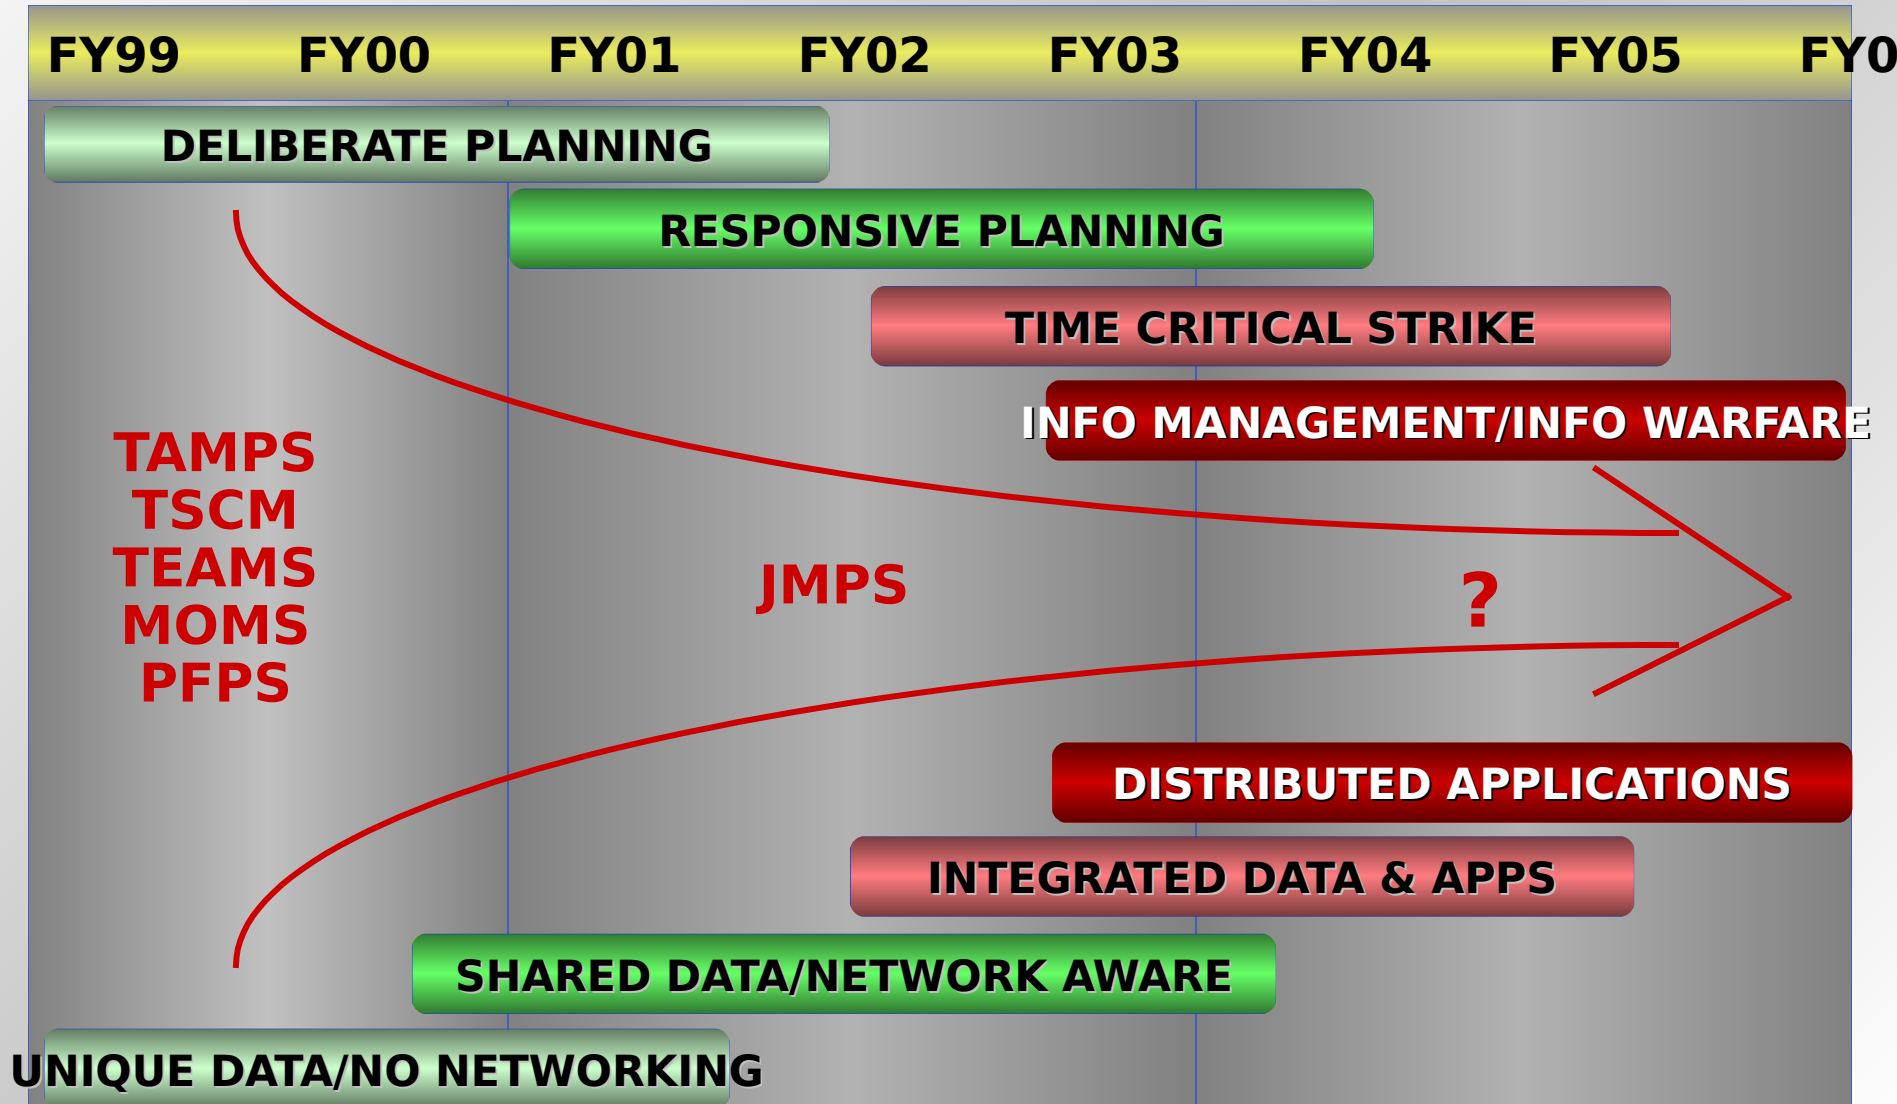 FY99 FY00 FY01 FY02 FY03 FY04 FY05 FY0
DELIBERATE PLANNING
RESPONSIVE PLANNING
TIME CRITICAL STRIKE
INFO MANAGEMENT/INFO WARFARE
TAMPS
TSCM
TEAMS
MOMS
PFPS
JMPS
?
DISTRIBUTED APPLICATIONS
INTEGRATED DATA & APPS
SHARED DATA/NETWORK AWARE
UNIQUE DATA/NO NETWORKING